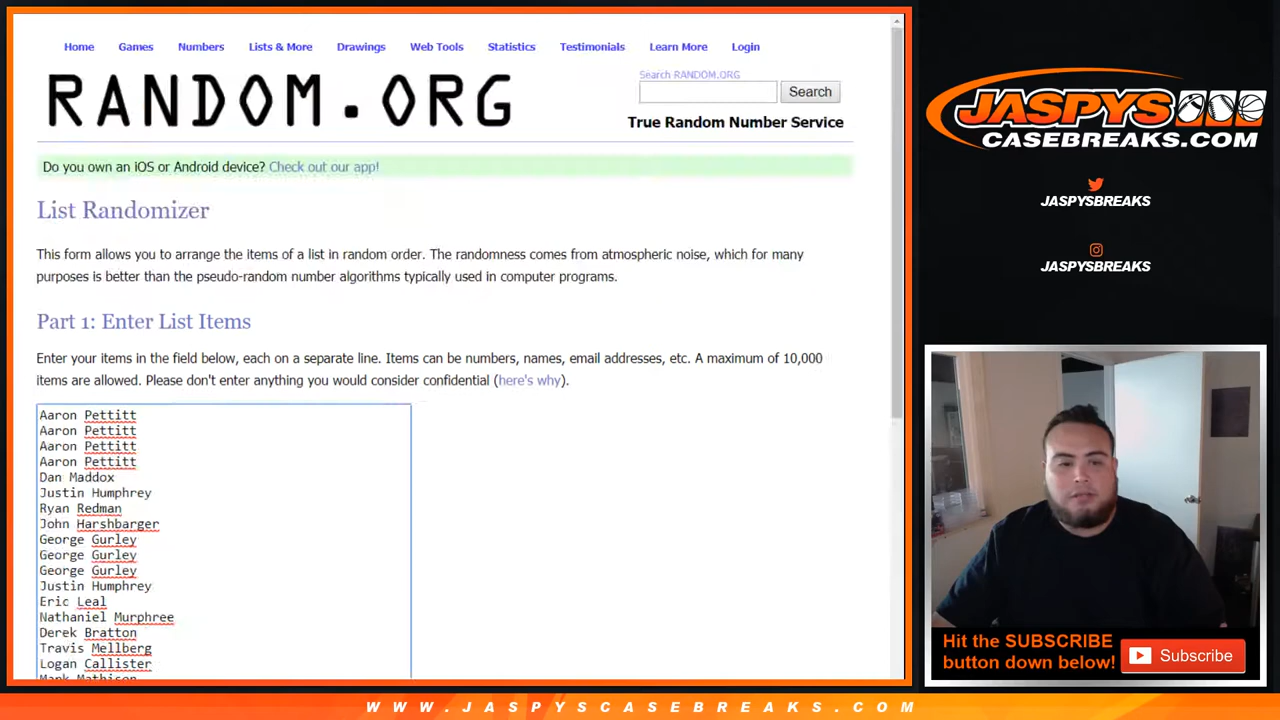 Home Games Numbers Lists & More Drawings Web Tools Statistics Testimonials Learn More Login
RANDOM.ORG
Search RANDOM.ORG
Search
True Random Number Service
Do you own an iOS or Android device? Check out our app!
List Randomizer
This form allows you to arrange the items of a list in random order. The randomness comes from atmospheric noise, which for many
purposes is better than the pseudo-random number algorithms typically used in computer programs.
Part 1: Enter List Items
Enter your items in the field below, each on a separate line. Items can be numbers, names, email addresses, etc. A maximum of 10,000
items are allowed. Please don't enter anything you would consider confidential (here's why).
Aaron Pettitt
Aaron Pettitt
Aaron Pettitt
Aaron Pettitt
Dan Maddox
Justin Humphrey
Ryan Redman
John Harshbarger
George Gurley
George Gurley
George Gurley
Justin Humphrey
Eric Leal
Nathaniel Murphree
Derek Bratton
Travis Mellberg
Logan Callister
Mark Mathison
JASPYS
CASEBREAKS.COM
JASPYSBREAKS
JASPYSBREAKS
Hit the SUBSCRIBE
button down below!
Subscribe
WWW.JASPYSCASEBREAKS.COM